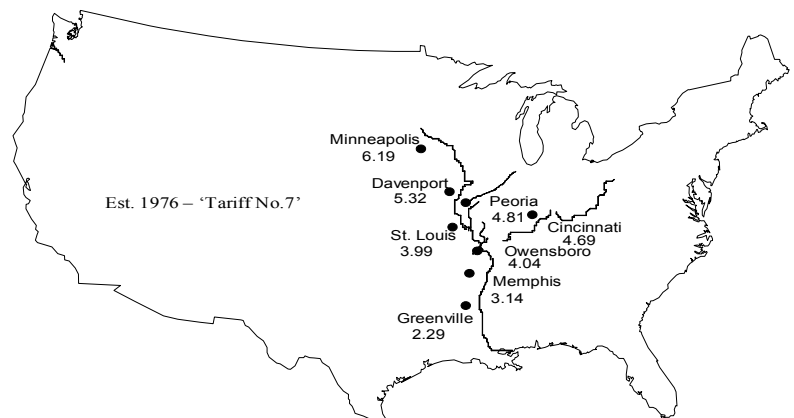 Minneapolis
6.19
Davenport
5.32
Est. 1976 – ‘Tariff No.7’
Peoria
4.81
St. Louis
3.99
Cincinnati
4.69
Owensboro
4.04
Memphis
3.14
Greenville
2.29